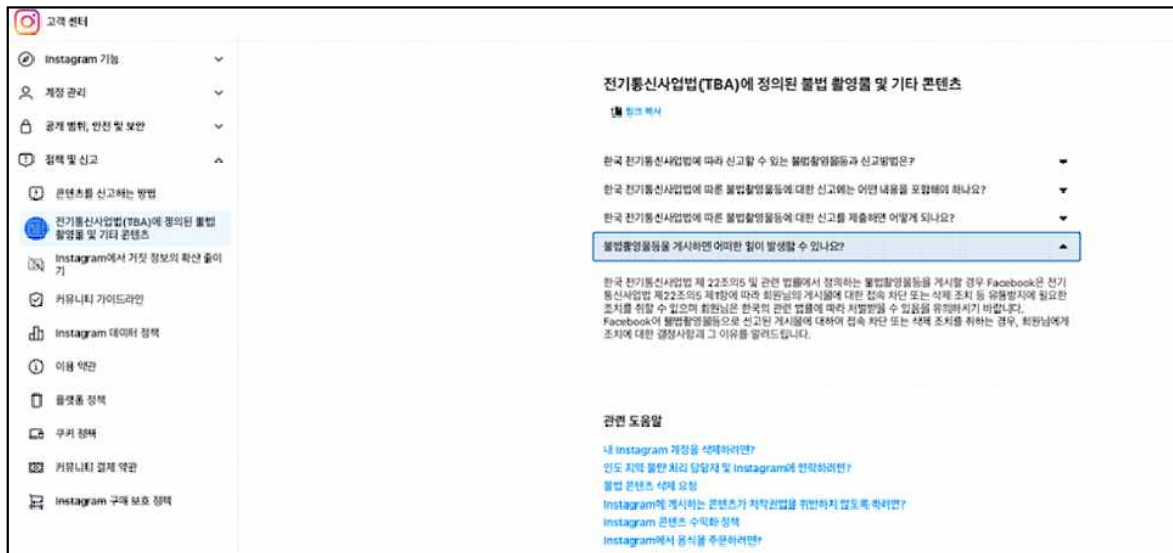 고객 센터
Instagram 기능
계정 관리
공개 범위, 안전 및 보안
정책 및 신고
콘텐츠를 신고하는 방법
전기통신사업법(TBA)에 정의된 불법
촬영물 및 기타 콘텐츠
Instagram에서 거짓 정보의 확산 줄이
기
커뮤니티 가이드라인
Instagram 데이터 정책
이용 약관
플랫폼 정책
쿠키 정책
커뮤니티 결제 약관
Instagram 구매 보호 정책
전기통신사업법(TBA)에 정의된 불법 촬영물 및 기타 콘텐츠
링크 복사
한국 전기통신사업법에 따라 신고할 수 있는 불법촬영물등과 신고방법은?
한국 전기통신사업법에 따른 불법촬영물등에 대한 신고에는 어떤 내용을 포함해야 하나요?
한국 전기통신사업법에 따른 불법촬영물등에 대한 신고를 제출하면 어떻게 되나요?
불법촬영물등을 게시하면 어떠한 일이 발생할 수 있나요?
한국 전기통신사업법 제 22조의5 및 관련 법률에서 정의하는 불법촬영물등을 게시할 경우 Facebook은 전기
통신사업법 제22조의5 제1항에 따라 회원님의 게시물에 대한 접속 차단 또는 삭제 조치 등 유통방지에 필요한
조치를 취할 수 있으며 회원님은 한국의 관련 법률에 따라 처벌받을 수 있음을 유의하시기 바랍니다.
Facebook이 불법촬영물등으로 신고된 게시물에 대하여 접속 차단 또는 삭제 조치를 취하는 경우, 회원님에게
조치에 대한 결정사항과 그 이유를 알려드립니다.
관련 도움말
내 Instagram 계정을 삭제하려면?
인도 지역 불만 처리 담당자 및 Instagram에 연락하려면?
불법 콘텐츠 삭제 요청
Instagram에 게시하는 콘텐츠가 저작권법을 위반하지 않도록 하려면?
Instagram 콘텐츠 수익화 정책
Instagram에서 음식을 주문하려면?